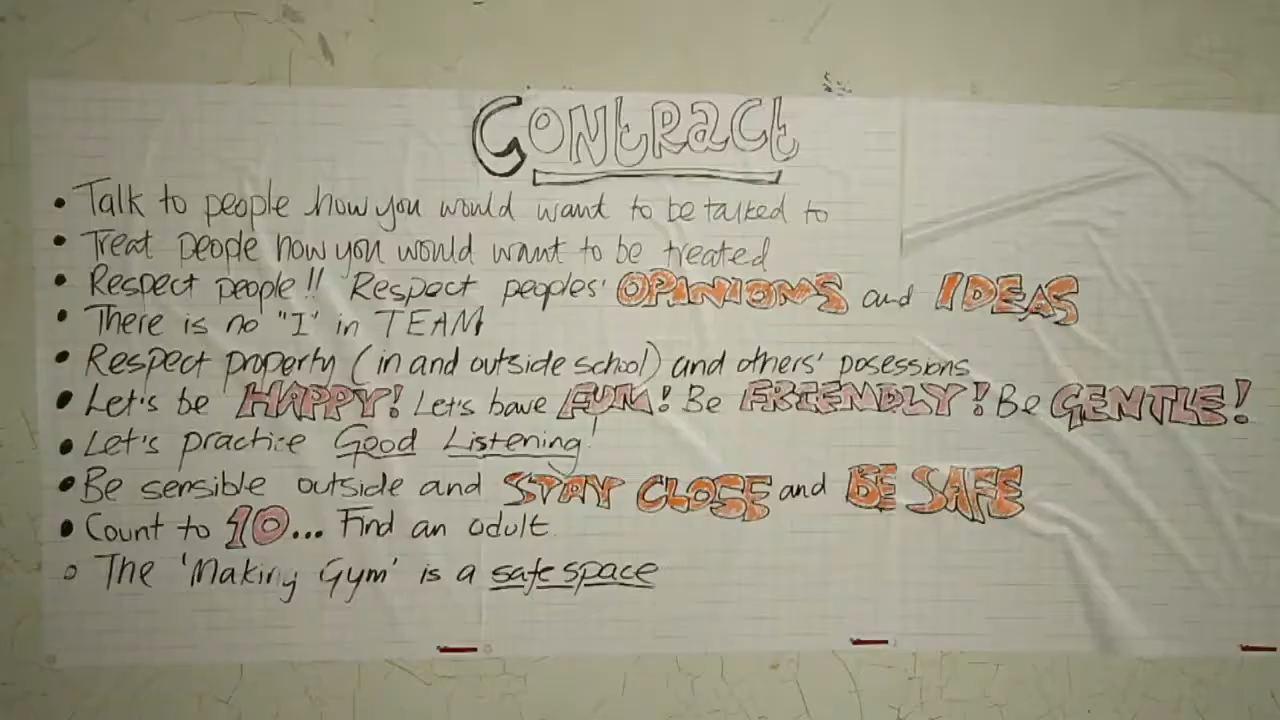 Contract
• Talk to people how you would want to be talked to
• Treat people how you would want to be treated
• Respect people!! Respect peoples' OPINIONS and IDEAS
• There is no "I" in TEAM
• Respect property (in and outside school) and others' posessions
• Let's be HAPPY! Let's have FUN! Be FRIENDLY! Be GENTLE!
• Let's practice Good Listening!
• Be sensible outside and STAY CLOSE and BE SAFE
• Count to 10... Find an adult.
◦ The 'Making Gym' is a safe space